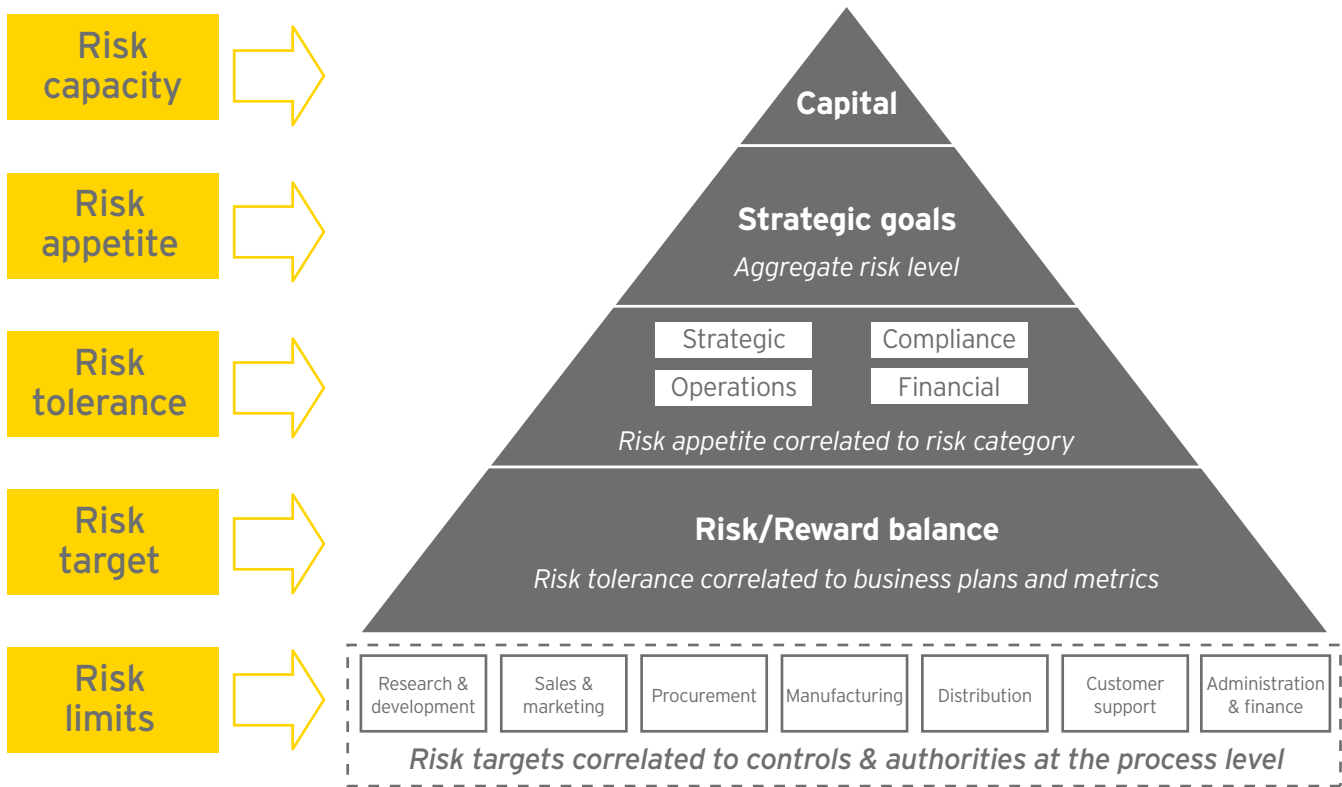 Risk
capacity
Capital
Risk
appetite
Strategic goals
Aggregate risk level
Risk
tolerance
Strategic
Compliance
Operations
Financial
Risk appetite correlated to risk category
Risk
target
Risk/Reward balance
Risk tolerance correlated to business plans and metrics
Risk
limits
Research &
development
Sales &
marketing
Procurement
Manufacturing
Distribution
Customer
support
Administration
& finance
Risk targets correlated to controls & authorities at the process level